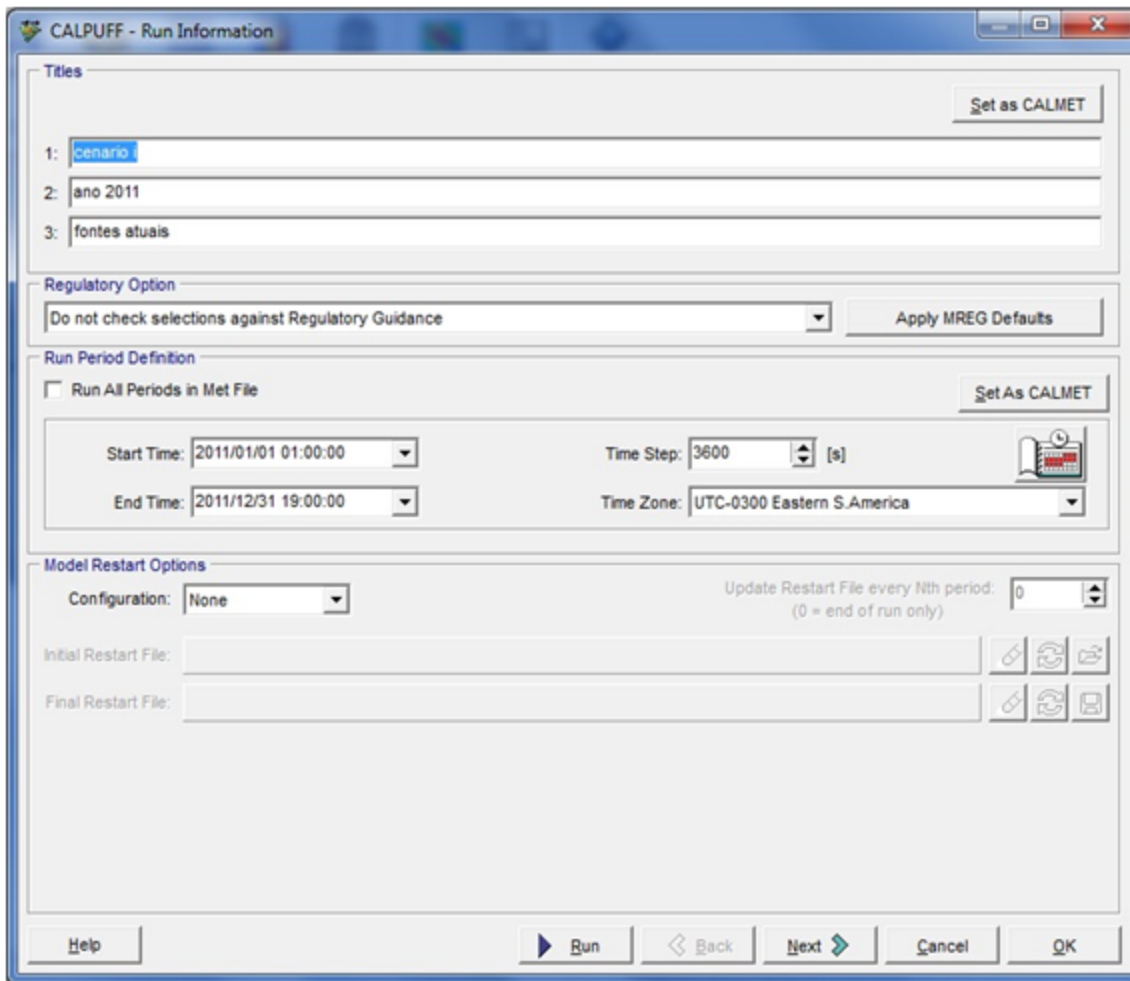 CALPUFF - Run Information
Titles
Set as CALMET
1: cenario i
2: ano 2011
3: fontes atuais
Regulatory Option
Do not check selections against Regulatory Guidance Apply MREG Defaults
Run Period Definition
Run All Periods in Met File Set As CALMET
Start Time: 2011/01/01 01:00:00 Time Step: 3600 [s]
End Time: 2011/12/31 19:00:00 Time Zone: UTC-0300 Eastern S.America
Model Restart Options
Configuration: None Update Restart File every Nth period: 0
(0 = end of run only)
Initial Restart File:
Final Restart File:
Help Run Back Next Cancel OK